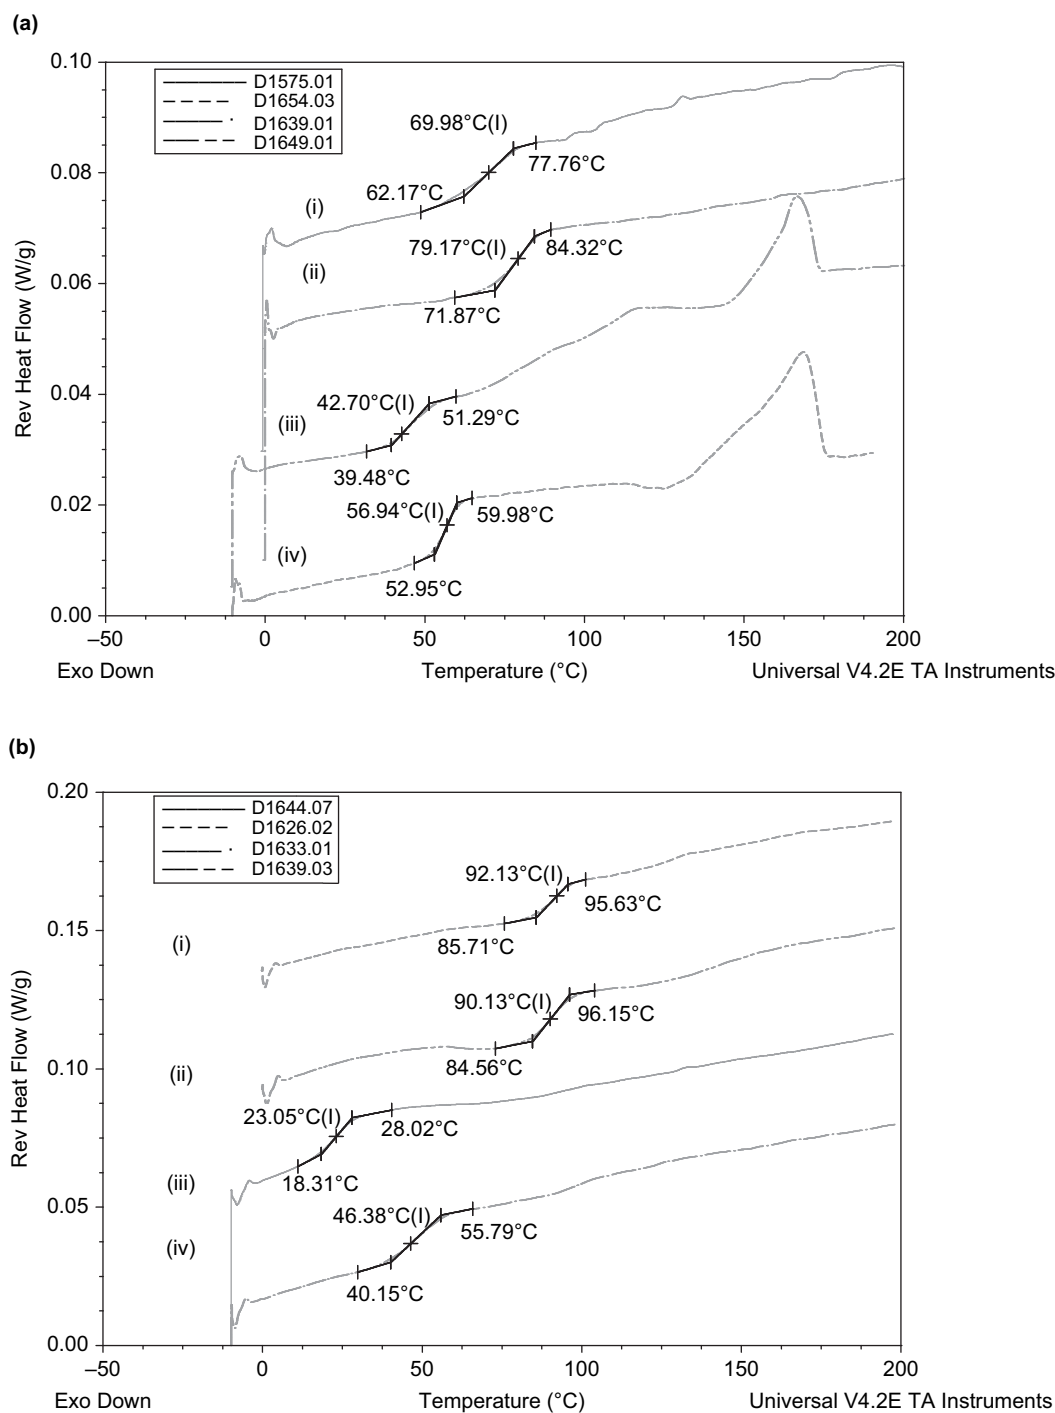 (a)
0.10
D1575.01
D1654.03
D1639.01
D1649.01
69.98°C(I)
77.76°C
0.08
62.17°C
(i)
79.17°C(I)
84.32°C
(ii)
0.06
71.87°C
Rev Heat Flow (W/g)
0.04
42.70°C(I)
51.29°C
(iii)
39.48°C
56.94°C(I)
59.98°C
0.02
(iv)
52.95°C
0.00
–50
0
50
100
150
200
Exo Down
Temperature (°C)
Universal V4.2E TA Instruments
(b)
0.20
D1644.07
D1626.02
D1633.01
D1639.03
92.13°C(I)
95.63°C
0.15
85.71°C
(i)
90.13°C(I)
96.15°C
Rev Heat Flow (W/g)
0.10
84.56°C
(ii)
23.05°C(I)
28.02°C
18.31°C
(iii)
0.05
46.38°C(I)
55.79°C
(iv)
40.15°C
0.00
–50
0
50
100
150
200
Exo Down
Temperature (°C)
Universal V4.2E TA Instruments